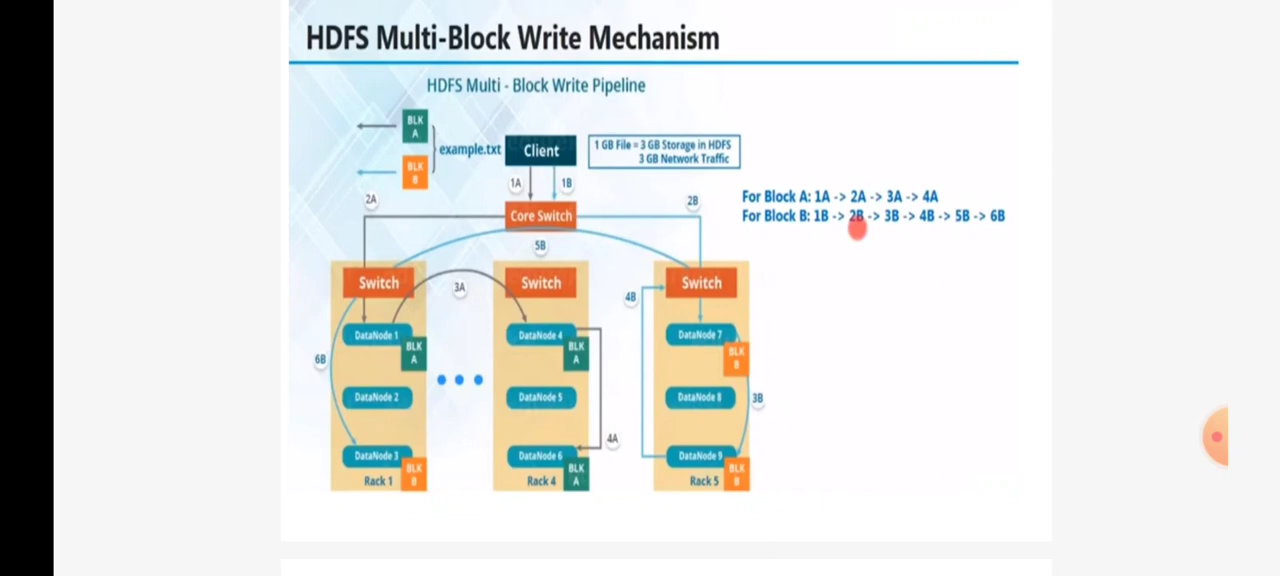 HDFS Multi-Block Write Mechanism
HDFS Multi - Block Write Pipeline
BLK
A
BLK
B
example.txt
Client
1 GB File = 3 GB Storage in HDFS
3 GB Network Traffic
1A
1B
2A
Core Switch
2B
For Block A: 1A -> 2A -> 3A -> 4A
For Block B: 1B -> 2B -> 3B -> 4B -> 5B -> 6B
5B
Switch
3A
Switch
4B
Switch
DataNode 1
BLK
A
DataNode 4
BLK
A
DataNode 7
BLK
B
6B
DataNode 2
DataNode 5
DataNode 8
3B
4A
DataNode 3
BLK
B
Rack 1
DataNode 6
BLK
A
Rack 4
DataNode 9
BLK
B
Rack 5